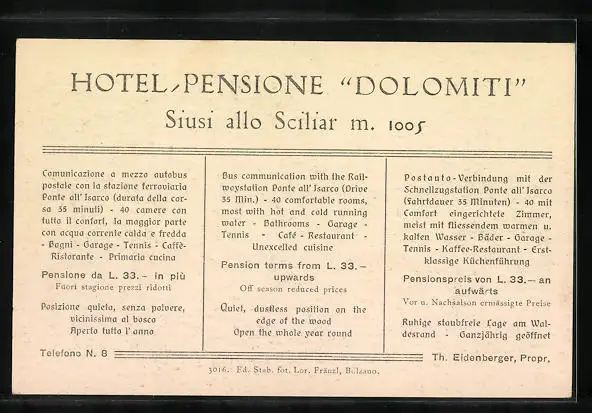 HOTEL-PENSIONE "DOLOMITI"
Siusi allo Sciliar m. 1005
Comunicazione a mezzo autobus
postale con la stazione ferroviaria
Ponte all' Isarco (durata della cor-
sa 35 minuti) - 40 camere con
tutto il confort, la maggior parte
con acqua corrente calda e fredda
- Bagni - Garage - Tennis - Caffè-
Ristorante - Primaria cucina
Pensione da L. 33.- in più
Fuori stagione prezzi ridotti
Posizione quieta, senza polvere,
vicinissima al bosco
Aperto tutto l' anno
Bus communication with the Rail-
waystation Ponte all' Isarco (Drive
35 Min.) - 40 comfortable rooms,
most with hot and cold running
water - Bathrooms - Garage -
Tennis - Café - Restaurant -
Unexcelled cuisine
Pension terms from L. 33.-
upwards
Off season reduced prices
Quiet, dustless position on the
edge of the wood
Open the whole year round
Postauto-Verbindung mit der
Schnellzugstation Ponte all' Isarco
(Fahrtdauer 35 Minuten) - 40 mit
Comfort eingerichtete Zimmer,
meist mit fliessendem warmen u.
kalten Wasser - Bäder - Garage -
Tennis - Kaffee-Restaurant - Erst-
klassige Küchenführung
Pensionspreis von L. 33.- an
aufwärts
Vor u. Nachsaison ermässigte Preise
Ruhige staubfreie Lage am Wal-
desrand - Ganzjährig geöffnet
Telefono N. 8
Th. Eidenberger, Propr.
3016. Ed. Stab. fot. Lor. Fränzl, Bolzano.